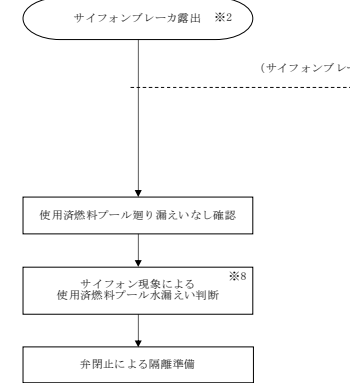 サイフォンブレーカ露出 ※2
(サイフォンブレー
使用済燃料プール廻り漏えいなし確認
※8
サイフォン現象による
使用済燃料プール水漏えい判断
弁閉止による隔離準備